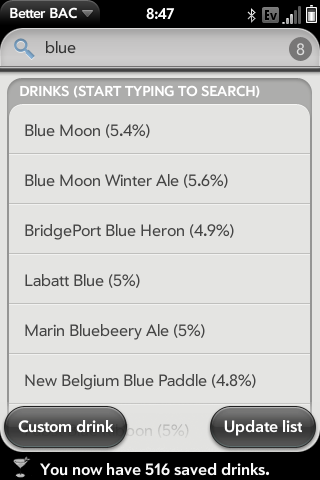 Better BAC 8:47 Ev
blue 8
DRINKS (START TYPING TO SEARCH)
Blue Moon (5.4%)
Blue Moon Winter Ale (5.6%)
BridgePort Blue Heron (4.9%)
Labatt Blue (5%)
Marin Bluebeery Ale (5%)
New Belgium Blue Paddle (4.8%)
oon (5%)
Custom drink Update list
You now have 516 saved drinks.